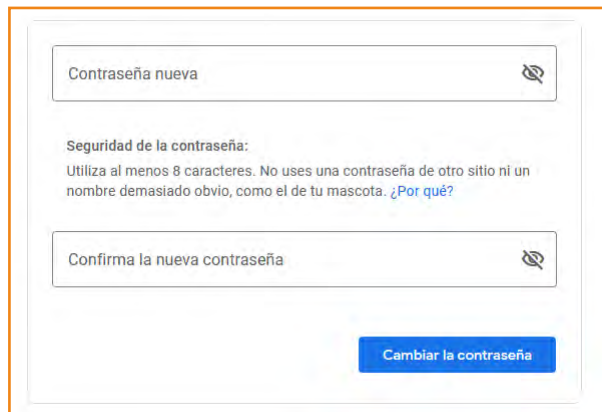 Contraseña nueva
Seguridad de la contraseña:
Utiliza al menos 8 caracteres. No uses una contraseña de otro sitio ni un
nombre demasiado obvio, como el de tu mascota. ¿Por qué?
Confirma la nueva contraseña
Cambiar la contraseña